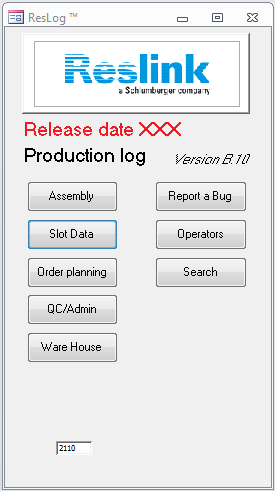 ResLog ™
Reslink
a Schlumberger company
Release date XXX
Production log
Version B.10
Assembly
Report a Bug
Slot Data
Operators
Order planning
Search
QC/Admin
Ware House
2110